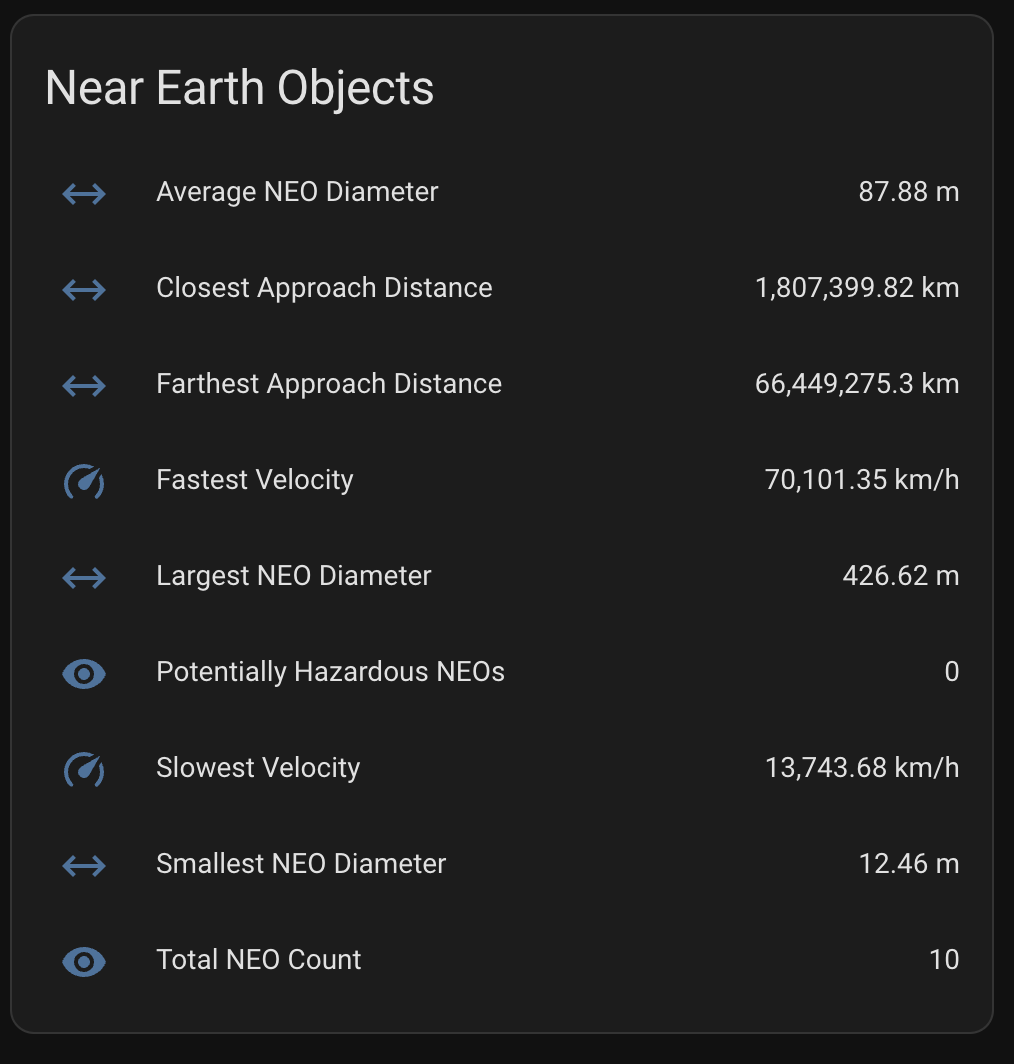 Near Earth Objects
Average NEO Diameter 87.88 m
Closest Approach Distance 1,807,399.82 km
Farthest Approach Distance 66,449,275.3 km
Fastest Velocity 70,101.35 km/h
Largest NEO Diameter 426.62 m
Potentially Hazardous NEOs 0
Slowest Velocity 13,743.68 km/h
Smallest NEO Diameter 12.46 m
Total NEO Count 10